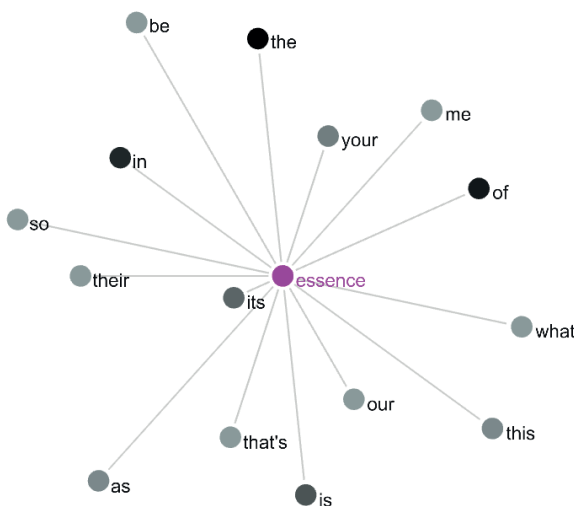 be
the
me
your
in
of
so
their
essence
its
what
our
this
that's
as
is